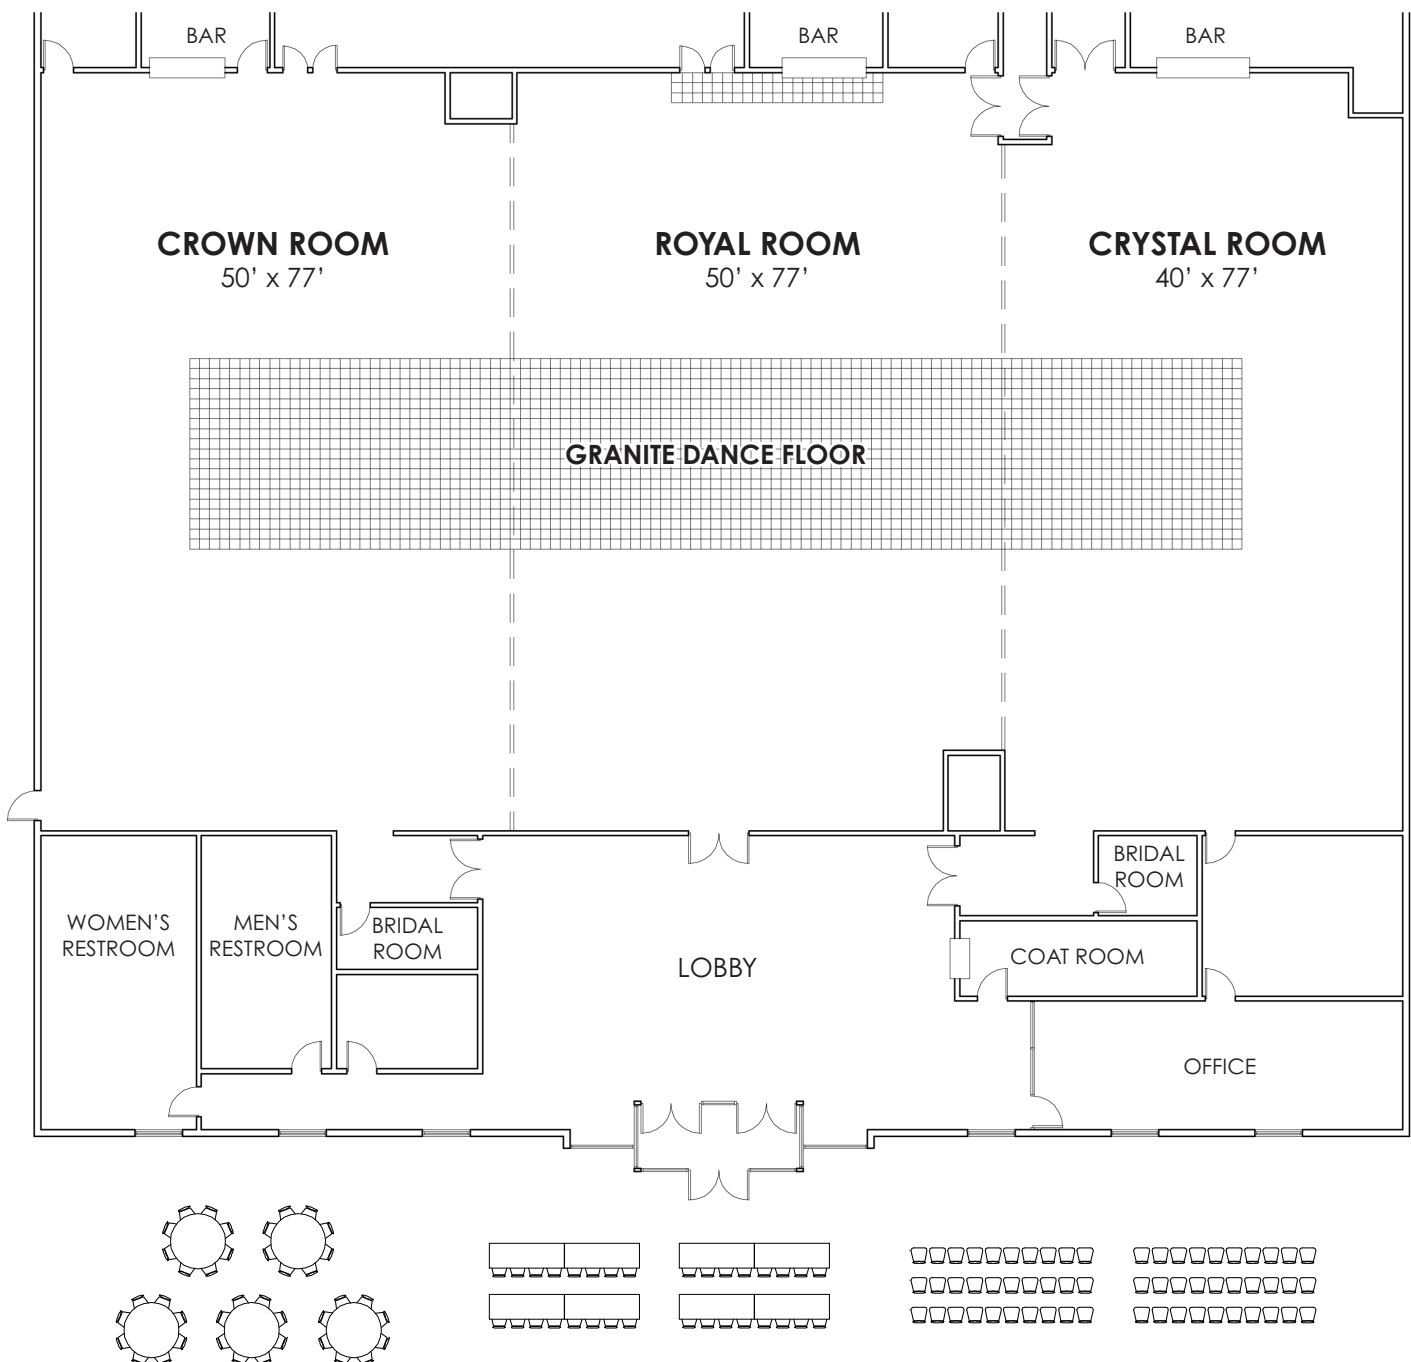 BAR
BAR
BAR
CROWN ROOM
50’ x 77’
ROYAL ROOM
50’ x 77’
CRYSTAL ROOM
40’ x 77’
GRANITE DANCE FLOOR
WOMEN’S
RESTROOM
MEN’S
RESTROOM
BRIDAL
ROOM
LOBBY
BRIDAL
ROOM
COAT ROOM
OFFICE